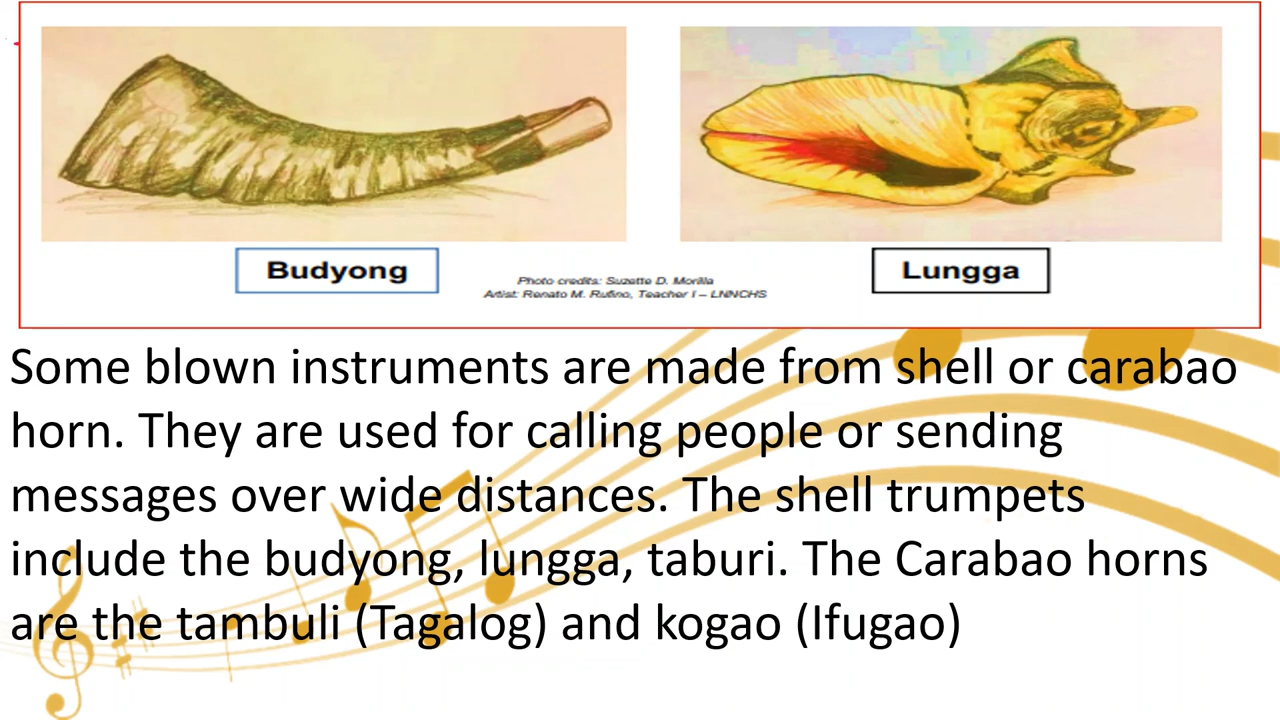 Budyong
Lungga
Photo credits: Suzette D. Morilla
Artist: Renato M. Rufino, Teacher I – LNNCHS
Some blown instruments are made from shell or carabao
horn. They are used for calling people or sending
messages over wide distances. The shell trumpets
include the budyong, lungga, taburi. The Carabao horns
are the tambuli (Tagalog) and kogao (Ifugao)